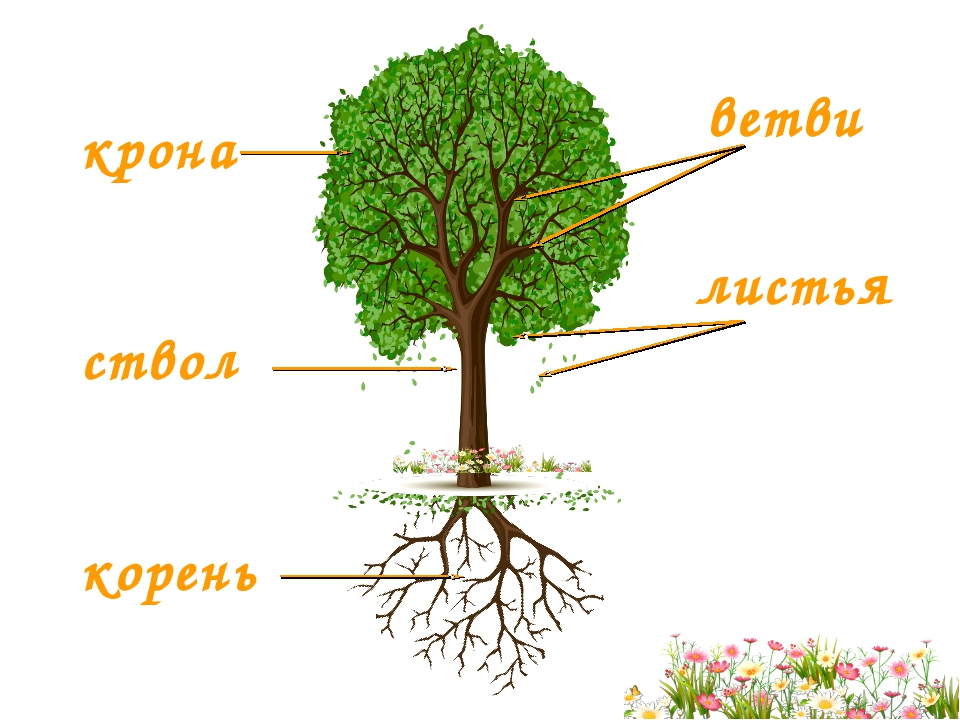 крона
ветви
листья
ствол
корень